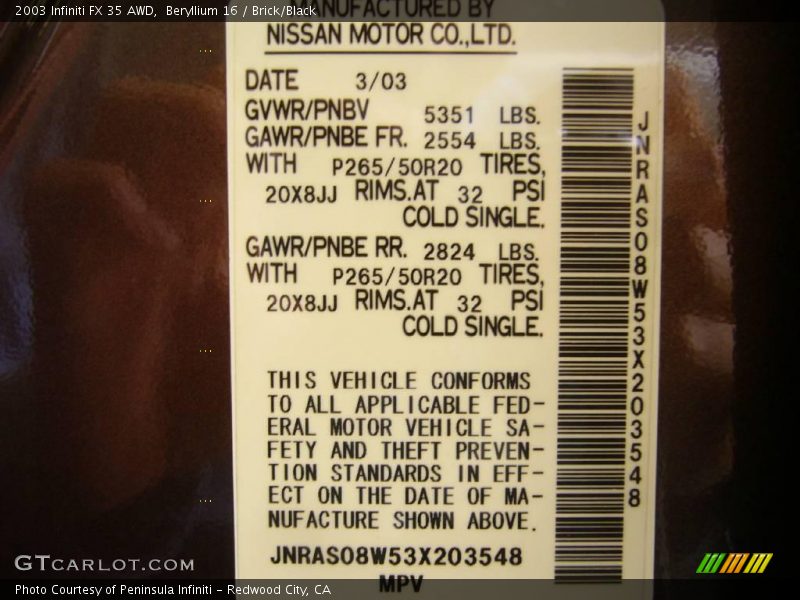 2003 Infiniti FX 35 AWD, Beryllium 16 / Brick/Black
MANUFACTURED BY
NISSAN MOTOR CO.,LTD.
DATE 3/03
GVWR/PNBV 5351 LBS.
GAWR/PNBE FR. 2554 LBS.
WITH P265/50R20 TIRES,
20X8JJ RIMS.AT 32 PSI
COLD SINGLE.
GAWR/PNBE RR. 2824 LBS.
WITH P265/50R20 TIRES,
20X8JJ RIMS.AT 32 PSI
COLD SINGLE.
THIS VEHICLE CONFORMS
TO ALL APPLICABLE FED-
ERAL MOTOR VEHICLE SA-
FETY AND THEFT PREVEN-
TION STANDARDS IN EFF-
ECT ON THE DATE OF MA-
NUFACTURE SHOWN ABOVE.
JNRAS08W53X203548
MPV
JNRAS08W53X203548
GTCARLOT.COM
Photo Courtesy of Peninsula Infiniti - Redwood City, CA